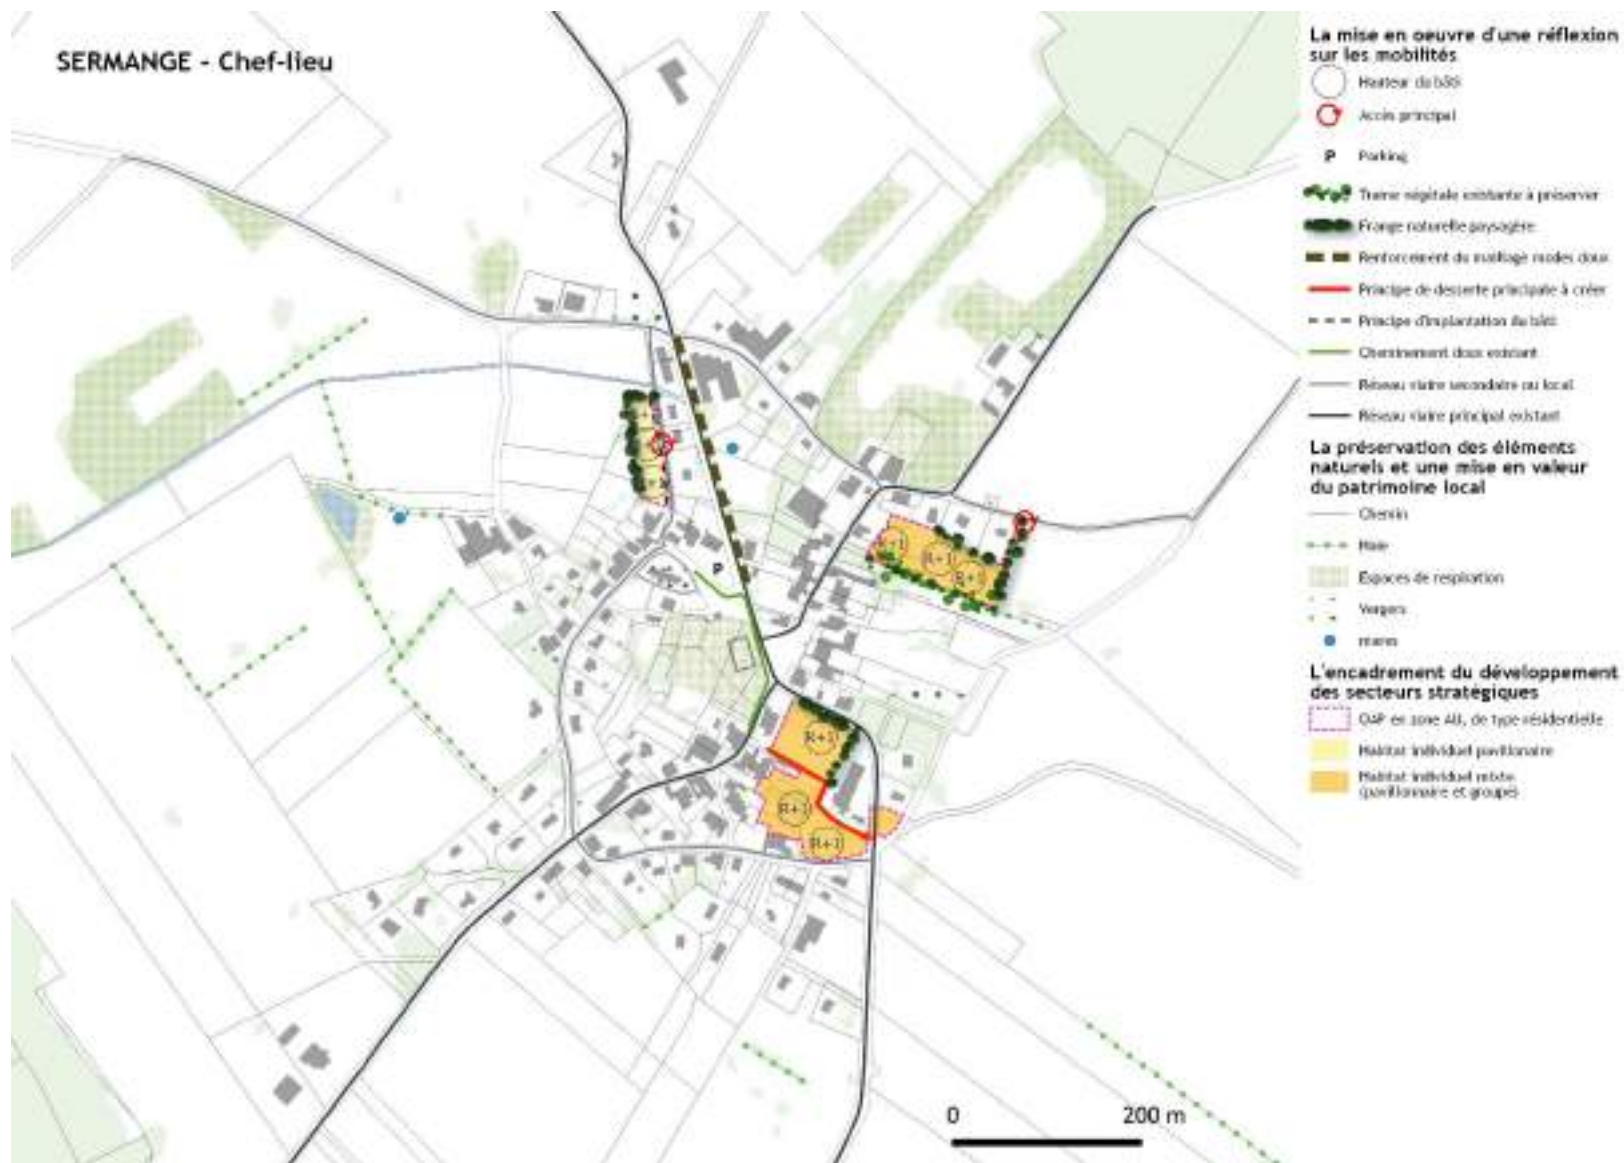 SERMANGE - Chef-lieu
La mise en oeuvre d'une réflexion
sur les mobilités
Hauteur du bâti
Accès principal
P Parking
Trame végétale existante à préserver
Frange naturelle paysagère
Renforcement du maillage modes doux
Principe de desserte principale à créer
Principe d'implantation du bâti
Cheminement doux existant
Réseau viaire secondaire ou local
Réseau viaire principal existant
La préservation des éléments
naturels et une mise en valeur
du patrimoine local
Chemin
Haie
Espaces de respiration
Vergers
mares
L'encadrement du développement
des secteurs stratégiques
OAP en zone AU, de type résidentielle
Habitat individuel pavillonaire
Habitat individuel mixte
(pavillonnaire et groupé)
P
R+1
R+1
R+1
R+1
R+1
0 200 m